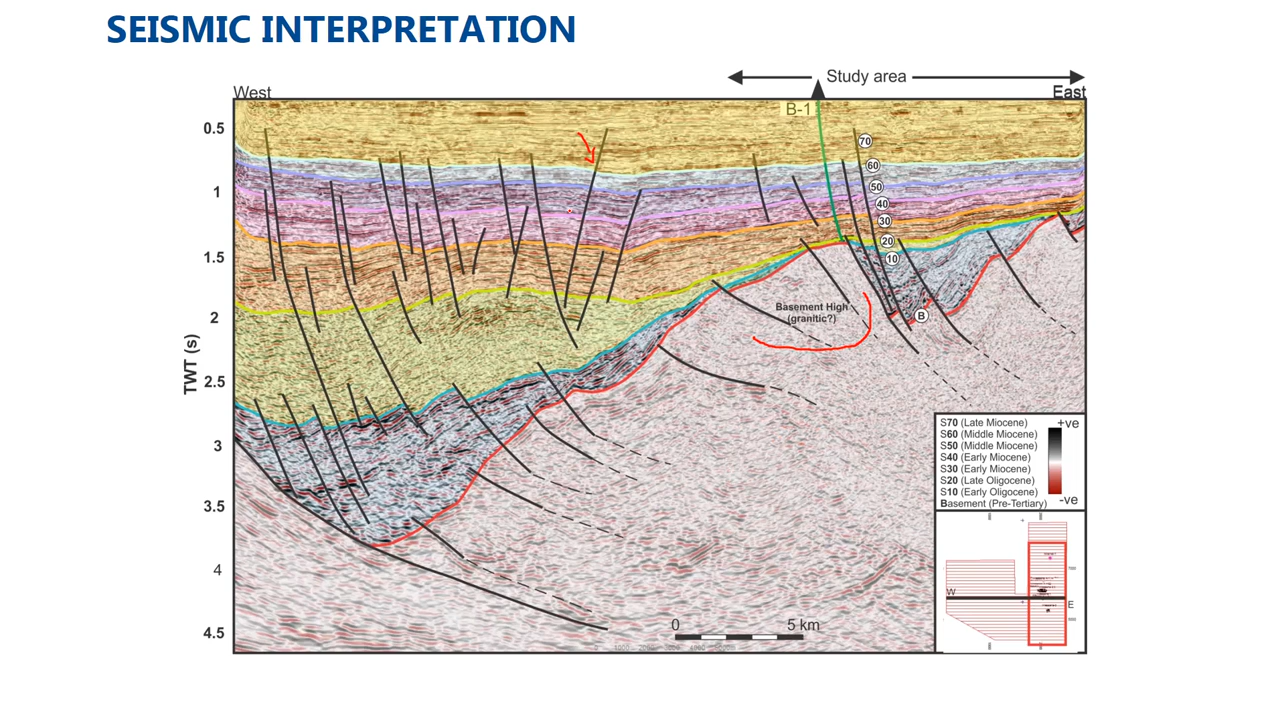 SEISMIC INTERPRETATION
Study area
West
East
B-1
0.5
1
1.5
2
2.5
3
3.5
4
4.5
TWT (s)
70
60
50
40
30
20
10
B
Basement High
(granitic?)
S70 (Late Miocene)
S60 (Middle Miocene)
S50 (Middle Miocene)
S40 (Early Miocene)
S30 (Early Miocene)
S20 (Late Oligocene)
S10 (Early Oligocene)
Basement (Pre-Tertiary)
+ve
-ve
W
E
0 5 km